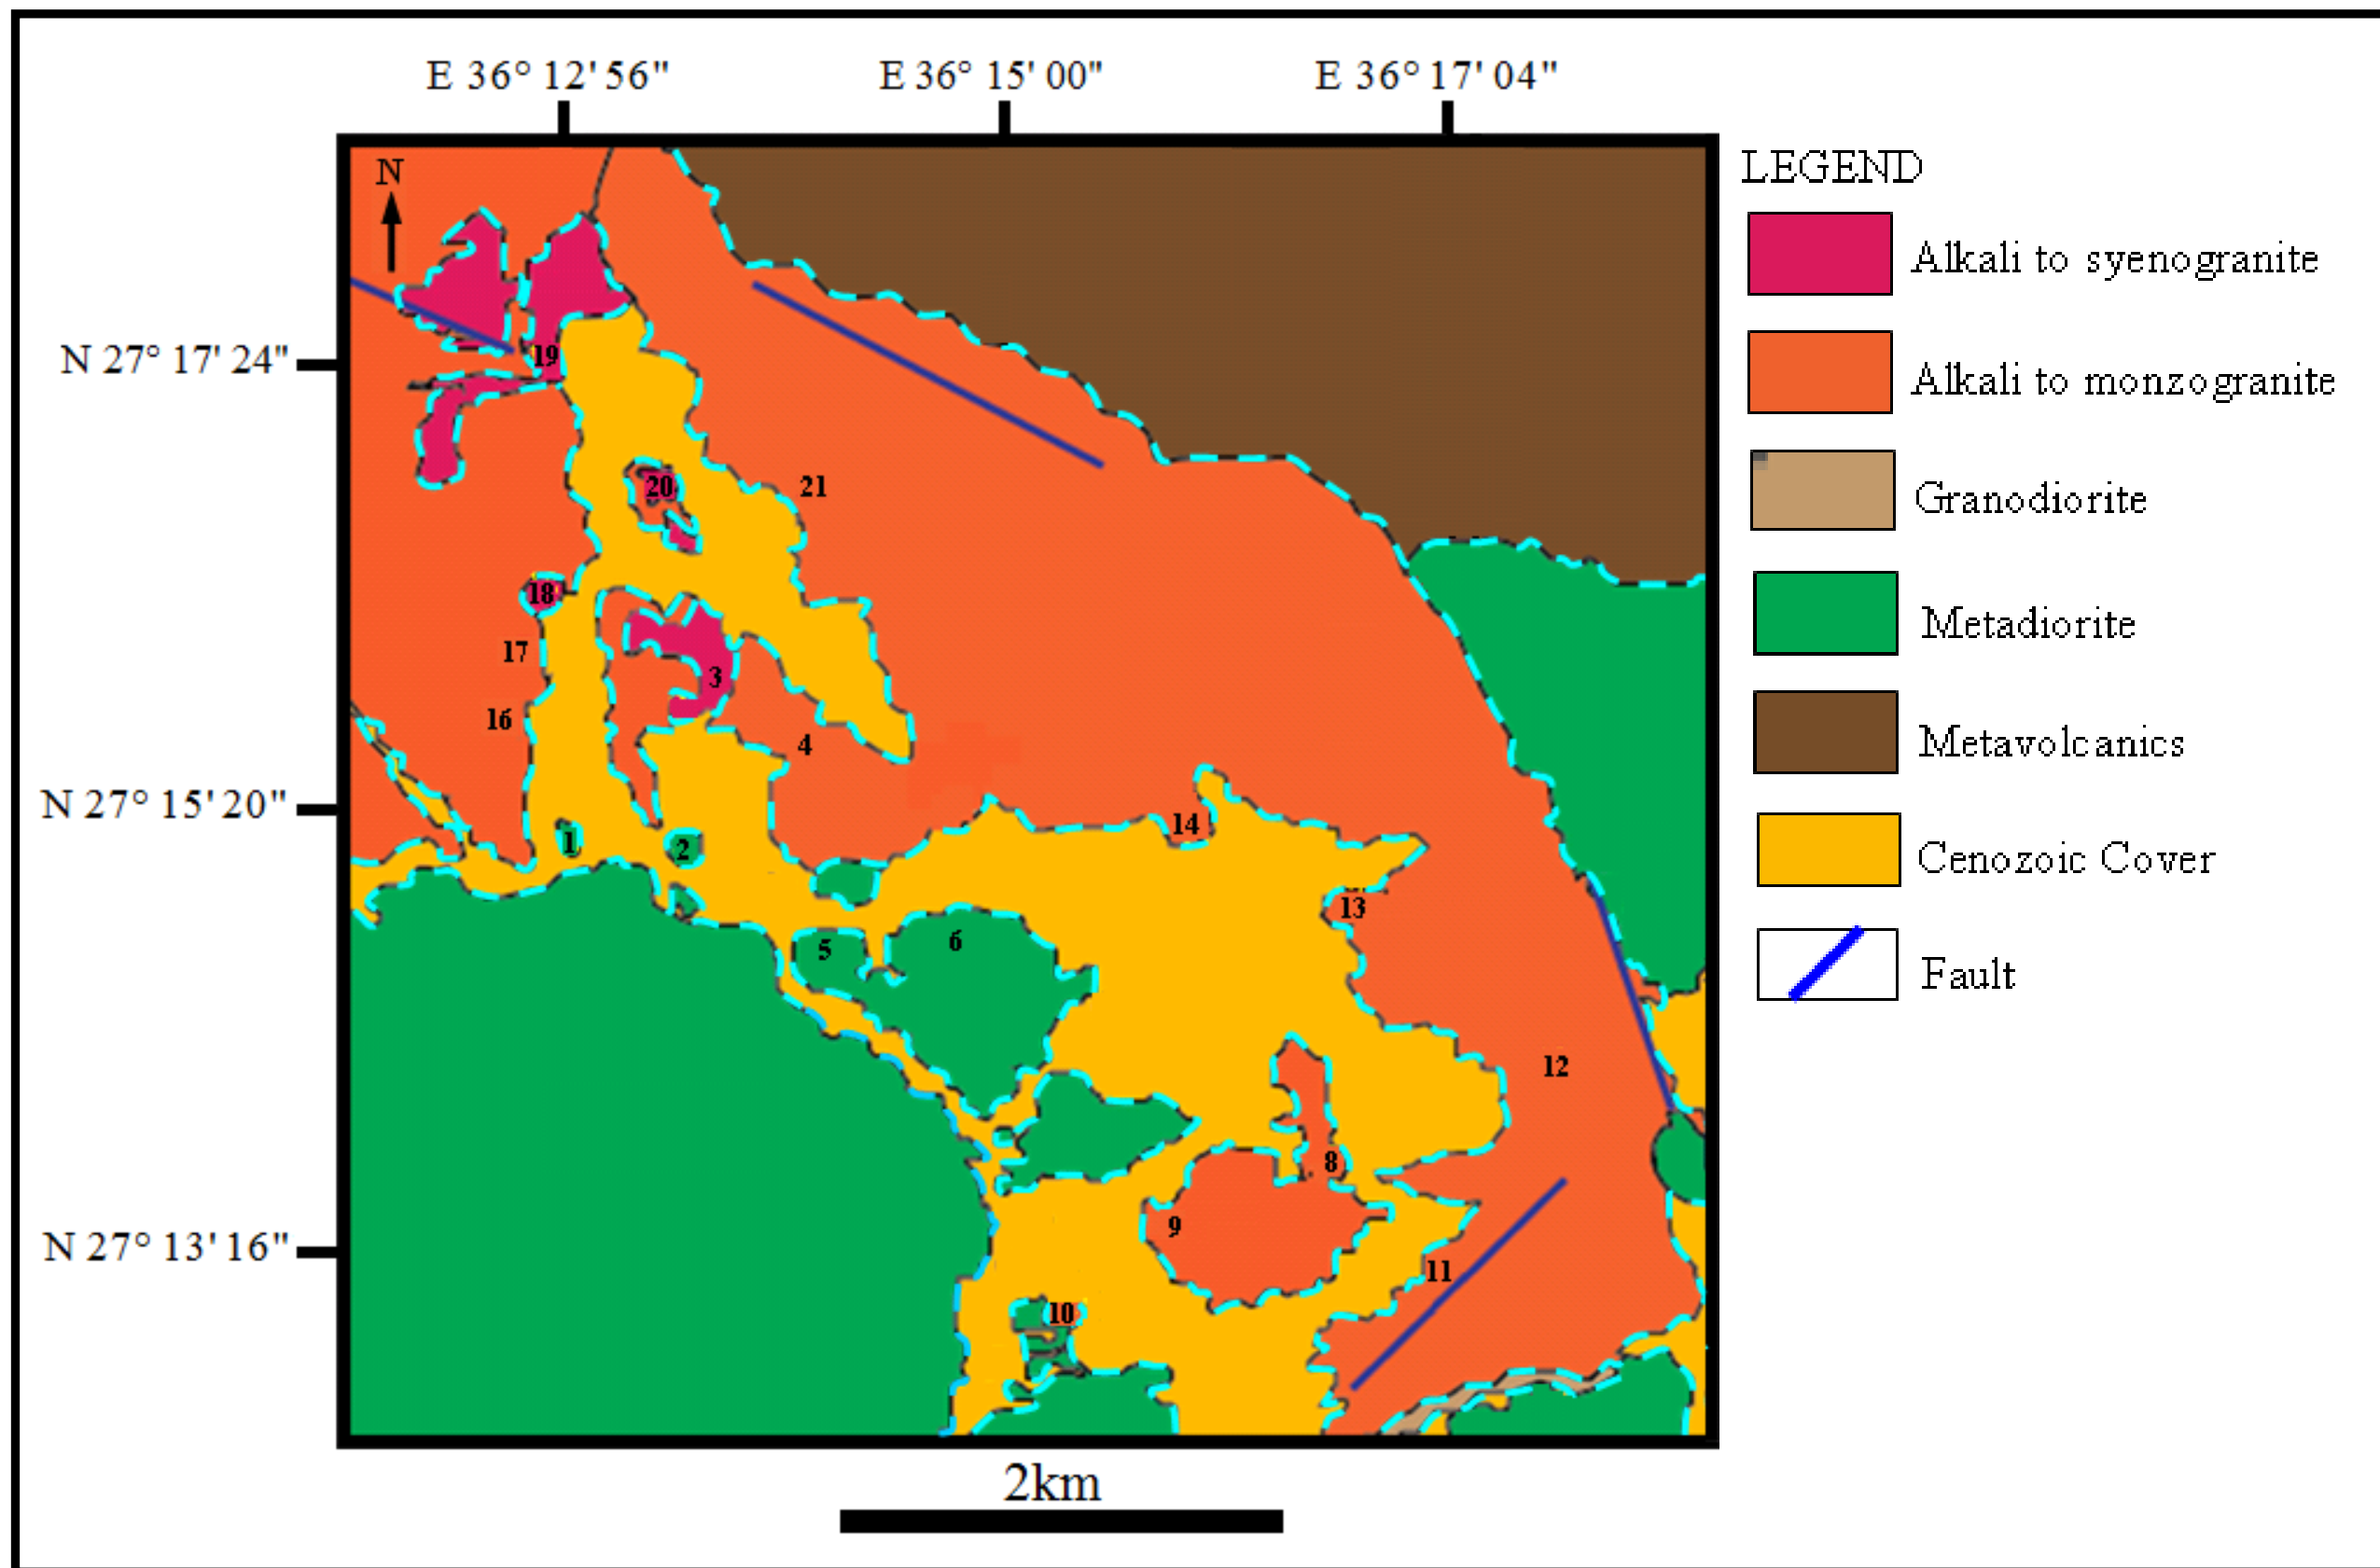 E 36° 12' 56" E 36° 15' 00" E 36° 17' 04"
N
LEGEND
Alkali to syenogranite
Alkali to monzogranite
Granodiorite
Metadiorite
Metavolcanics
Cenozoic Cover
Fault
N 27° 17' 24"
N 27° 15' 20"
N 27° 13' 16"
19
20
21
18
17
3
16
4
14
1
2
13
5
6
12
8
9
11
10
2km